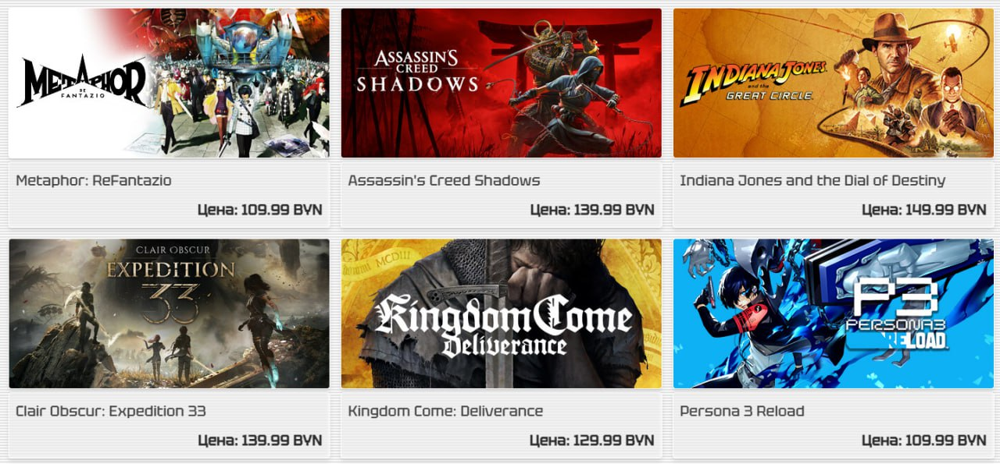 METAPHOR
RE
FANTAZIO
ASSASSIN'S
CREED
SHADOWS
INDIANA JONES
and the
GREAT CIRCLE
Metaphor: ReFantazio
Цена: 109.99 BYN
Assassin's Creed Shadows
Цена: 139.99 BYN
Indiana Jones and the Dial of Destiny
Цена: 149.99 BYN
CLAIR OBSCUR
EXPEDITION
33
MCDIII
Kingdom Come
Deliverance
P3
PERSONA3
RELOAD
Clair Obscur: Expedition 33
Цена: 139.99 BYN
Kingdom Come: Deliverance
Цена: 129.99 BYN
Persona 3 Reload
Цена: 109.99 BYN